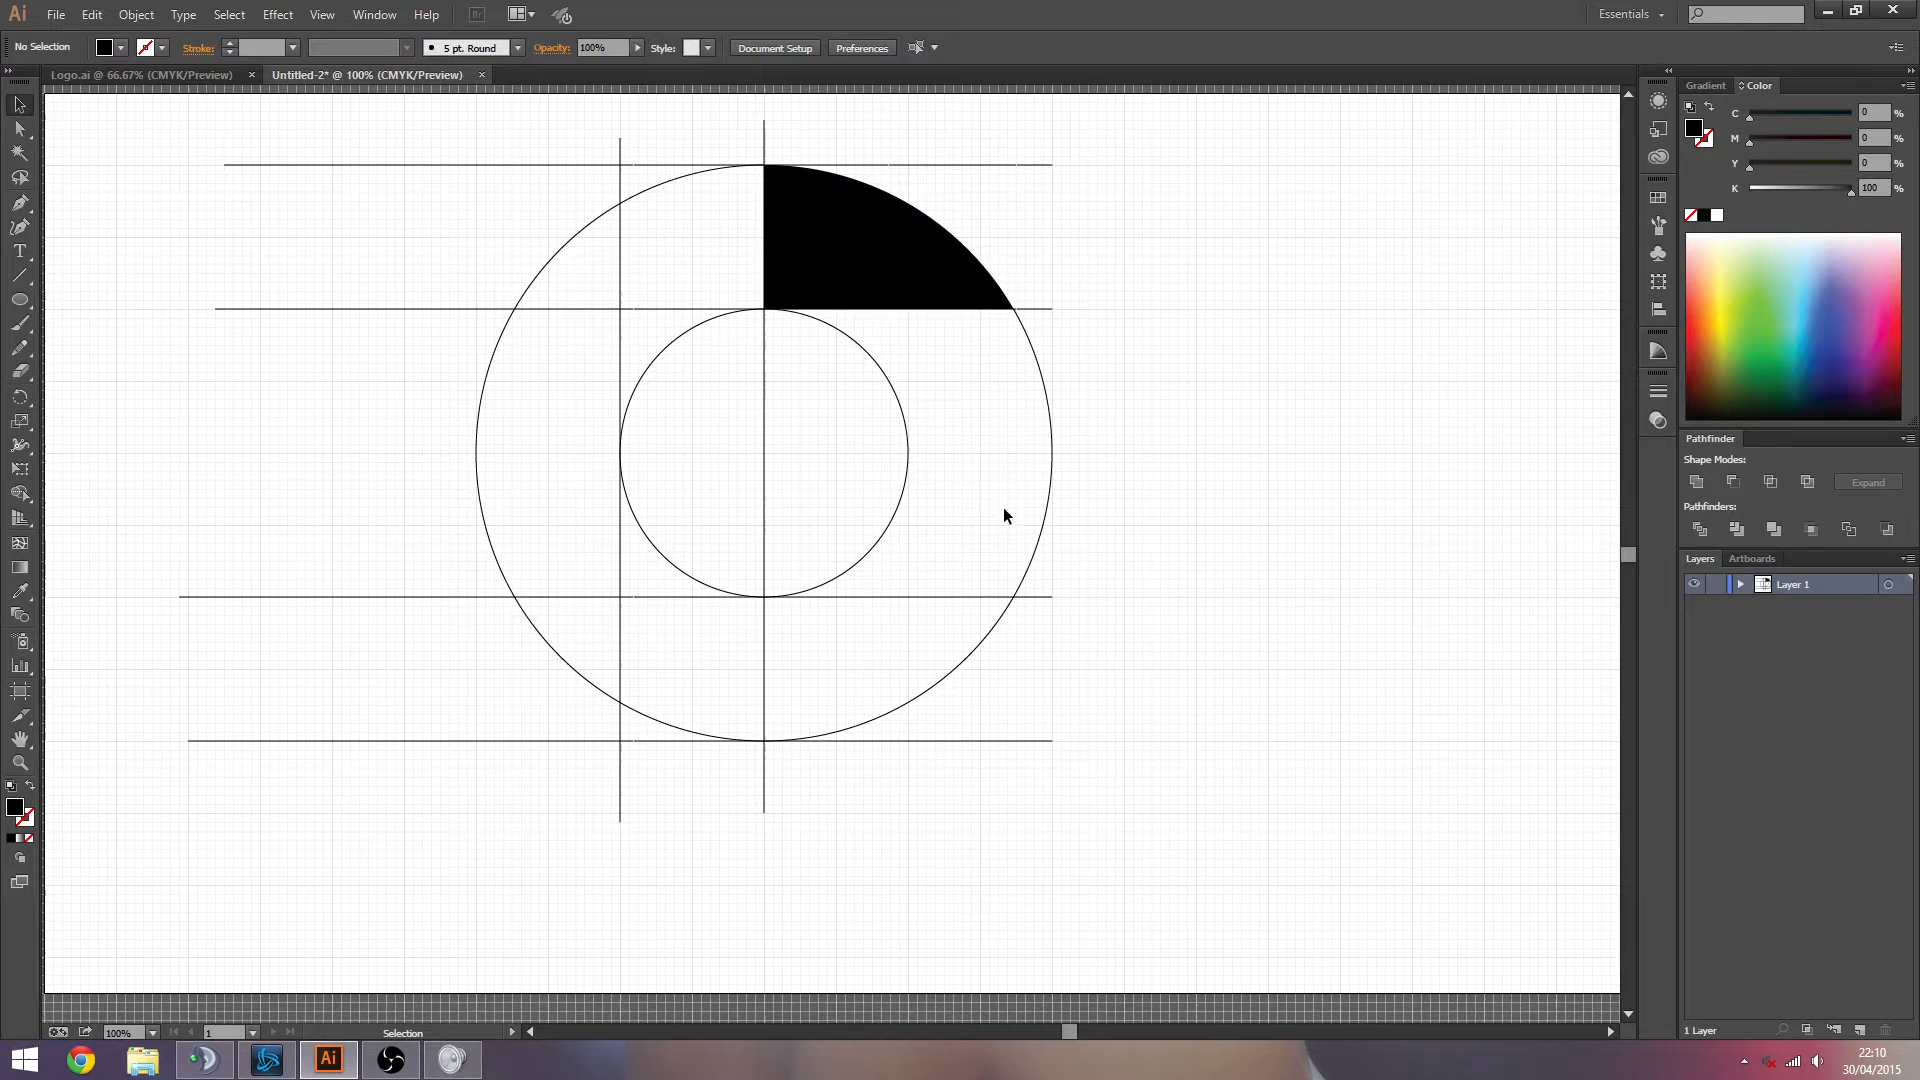 Ai File Edit Object Type Select Effect View Window Help Br Essentials
No Selection Stroke: 5 pt. Round Opacity: 100% Style: Document Setup Preferences
Logo.ai @ 66.67% (CMYK/Preview) Untitled-2* @ 100% (CMYK/Preview)
Gradient Color
C 0 %
M 0 %
Y 0 %
K 100 %
Pathfinder
Shape Modes:
Expand
Pathfinders:
Layers Artboards
Layer 1
100% 1 Selection 1 Layer
Ai 22:10
30/04/2015